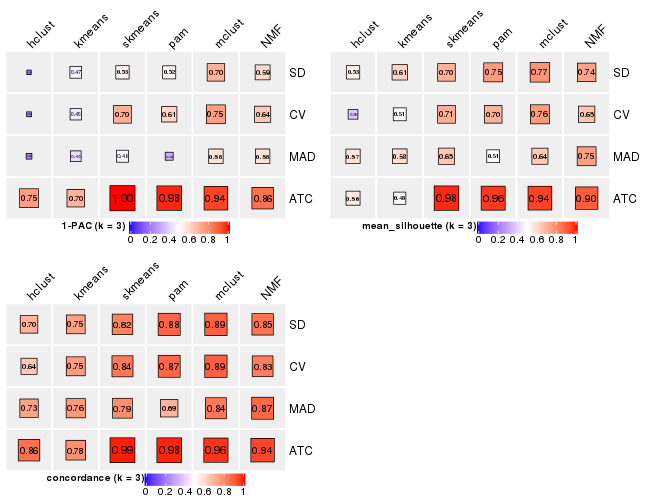 hclust kmeans skmeans pam mclust NMF
0.47 0.53 0.52 0.70 0.59 SD
0.45 0.70 0.61 0.75 0.64 CV
0.43 0.48 0.58 0.58 MAD
0.75 0.70 1.00 0.98 0.94 0.86 ATC
1-PAC (k = 3)
0 0.2 0.4 0.6 0.8 1
hclust kmeans skmeans pam mclust NMF
0.53 0.61 0.70 0.75 0.77 0.74 SD
0.51 0.71 0.70 0.76 0.65 CV
0.57 0.58 0.65 0.51 0.64 0.75 MAD
0.56 0.48 0.98 0.96 0.94 0.90 ATC
mean_silhouette (k = 3)
0 0.2 0.4 0.6 0.8 1
hclust kmeans skmeans pam mclust NMF
0.70 0.75 0.82 0.88 0.89 0.85 SD
0.64 0.75 0.84 0.87 0.89 0.83 CV
0.73 0.76 0.79 0.69 0.84 0.87 MAD
0.86 0.78 0.99 0.98 0.96 0.94 ATC
concordance (k = 3)
0 0.2 0.4 0.6 0.8 1